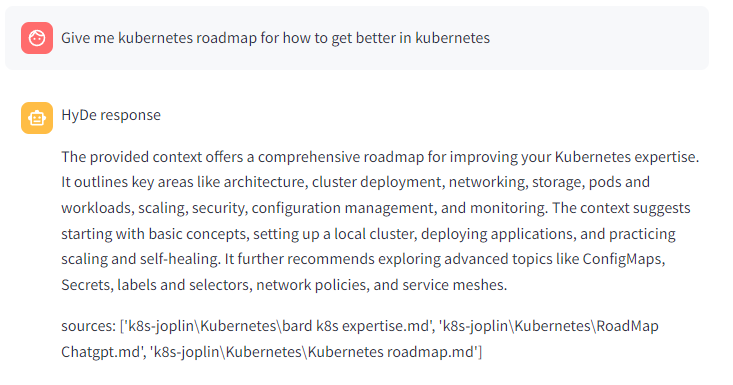 Give me kubernetes roadmap for how to get better in kubernetes
HyDe response
The provided context offers a comprehensive roadmap for improving your Kubernetes expertise.
It outlines key areas like architecture, cluster deployment, networking, storage, pods and
workloads, scaling, security, configuration management, and monitoring. The context suggests
starting with basic concepts, setting up a local cluster, deploying applications, and practicing
scaling and self-healing. It further recommends exploring advanced topics like ConfigMaps,
Secrets, labels and selectors, network policies, and service meshes.
sources: ['k8s-joplin\Kubernetes\bard k8s expertise.md', 'k8s-joplin\Kubernetes\RoadMap
Chatgpt.md', 'k8s-joplin\Kubernetes\Kubernetes roadmap.md']